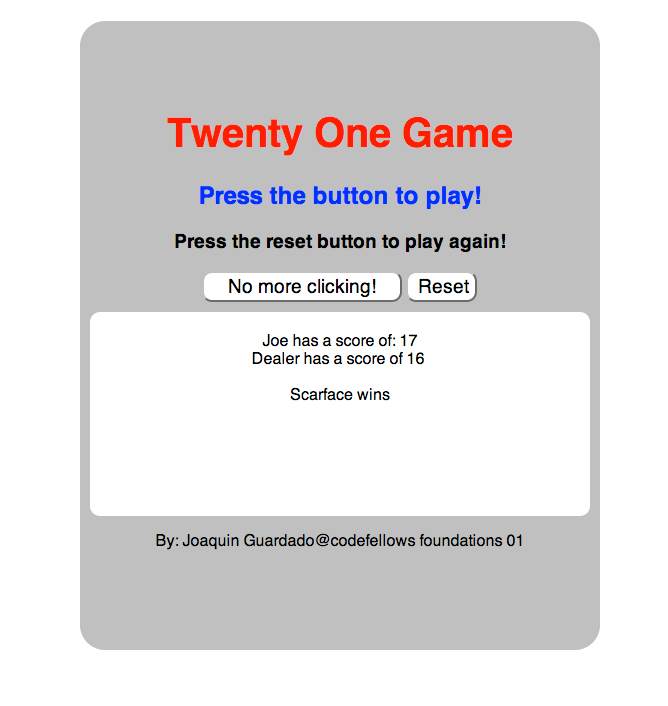 Twenty One Game
Press the button to play!
Press the reset button to play again!
No more clicking! Reset
Joe has a score of: 17
Dealer has a score of 16
Scarface wins
By: Joaquin Guardado@codefellows foundations 01